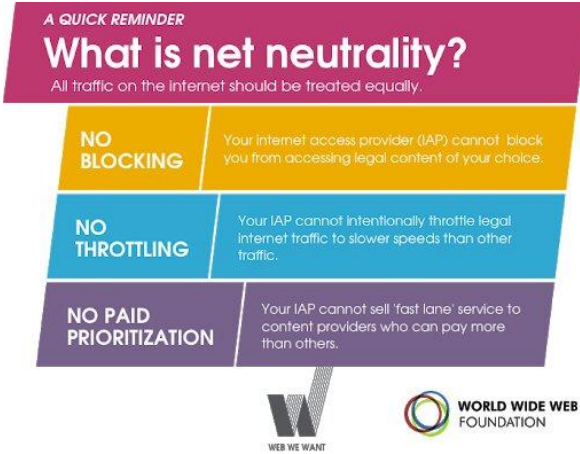 A QUICK REMINDER
What is net neutrality?
All traffic on the internet should be treated equally.
NO
BLOCKING
Your internet access provider (IAP) cannot block
you from accessing legal content of your choice.
NO
THROTTLING
Your IAP cannot intentionally throttle legal
internet traffic to slower speeds than other
traffic.
NO PAID
PRIORITIZATION
Your IAP cannot sell 'fast lane' service to
content providers who can pay more
than others.
WEB WE WANT
WORLD WIDE WEB
FOUNDATION